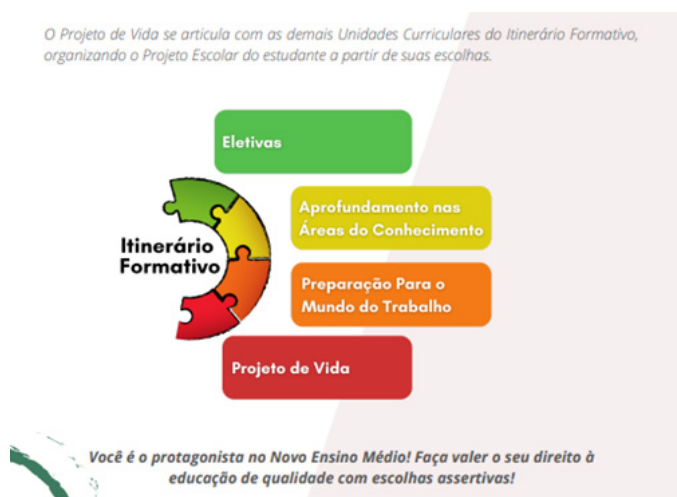 O Projeto de Vida se articula com as demais Unidades Curriculares do Itinerário Formativo,
organizando o Projeto Escolar do estudante a partir de suas escolhas.
Eletivas
Aprofundamento nas
Áreas do Conhecimento
Itinerário
Formativo
Preparação Para o
Mundo do Trabalho
Projeto de Vida
Você é o protagonista no Novo Ensino Médio! Faça valer o seu direito à
educação de qualidade com escolhas assertivas!